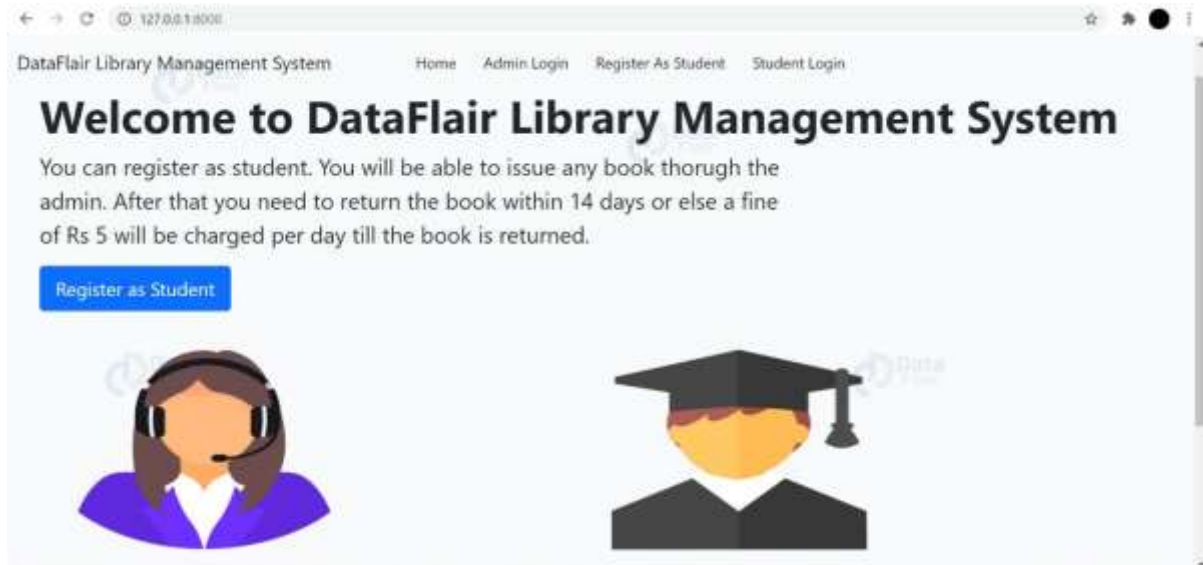 127.0.0.1:8000
DataFlair Library Management System Home Admin Login Register As Student Student Login
Welcome to DataFlair Library Management System
You can register as student. You will be able to issue any book thorugh the
admin. After that you need to return the book within 14 days or else a fine
of Rs 5 will be charged per day till the book is returned.
Register as Student
Data